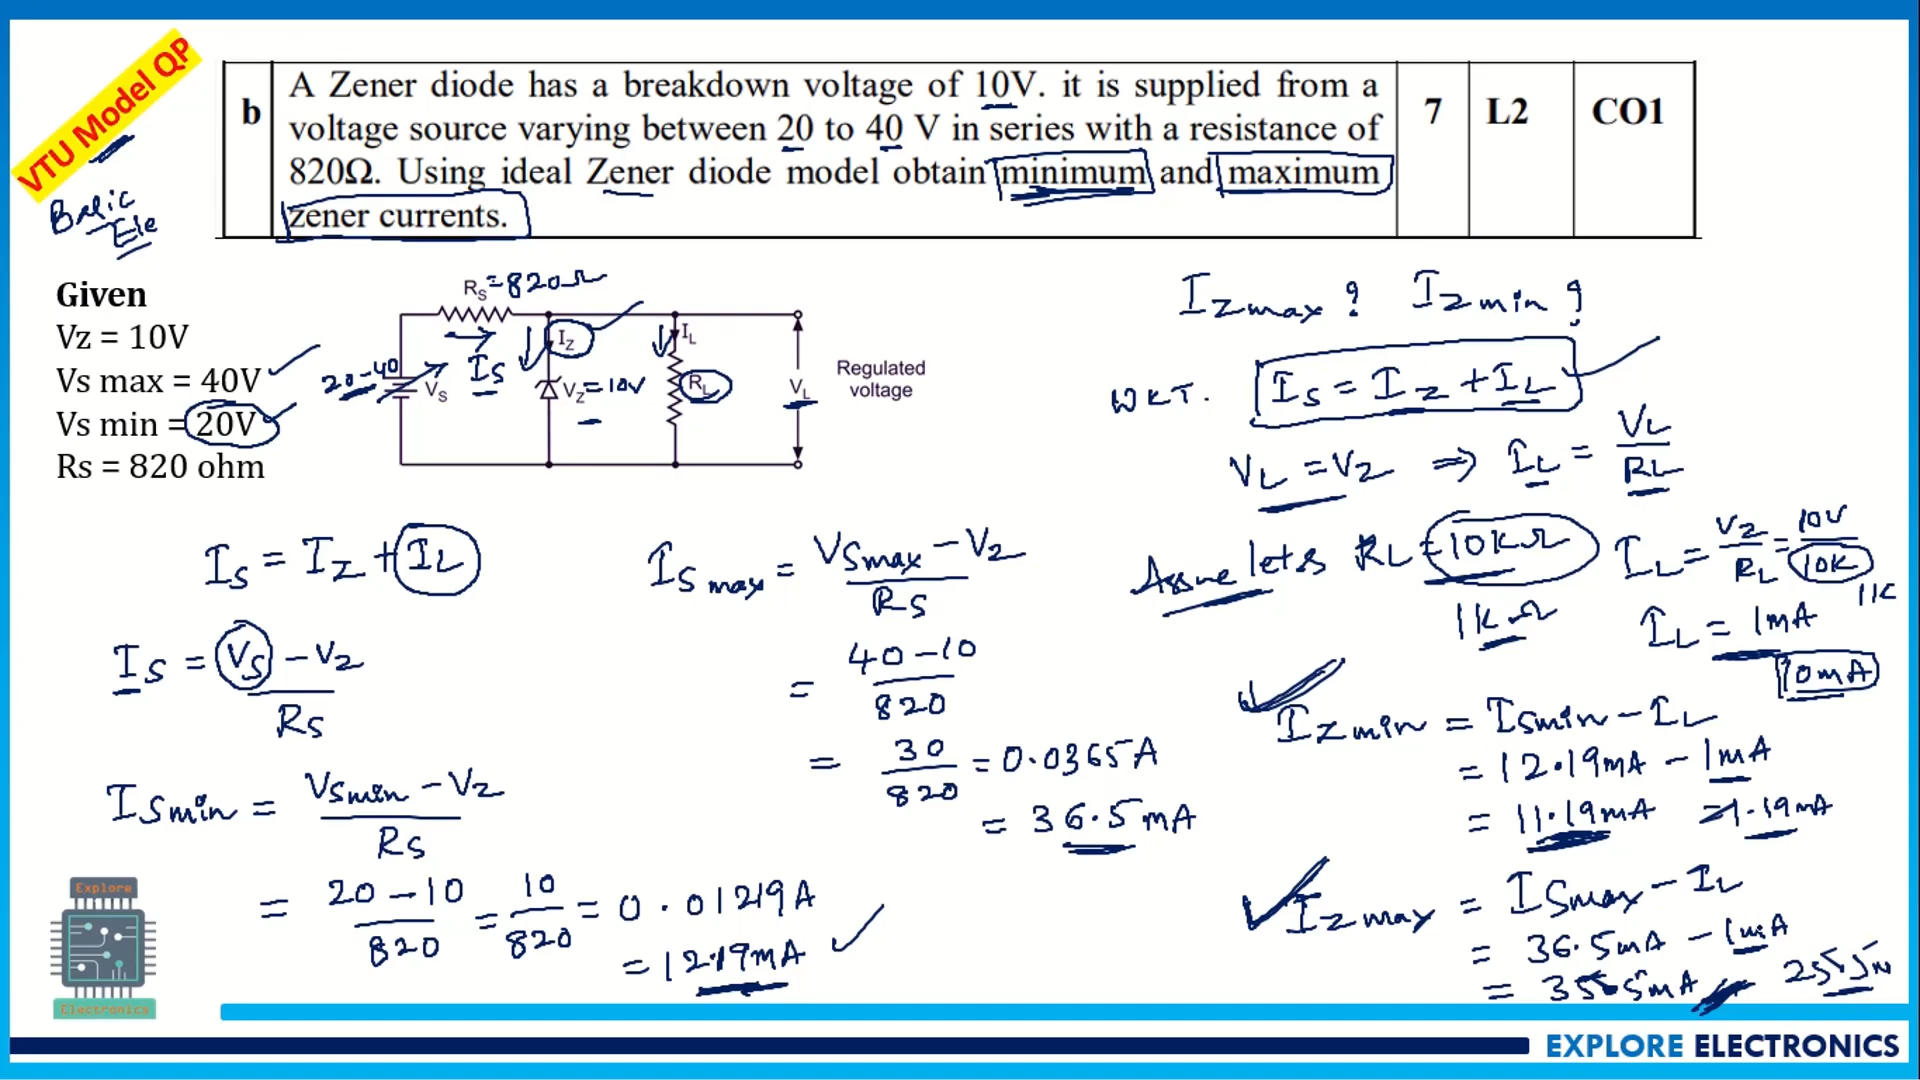 VTU Model QP
Basic
Ele
b
A Zener diode has a breakdown voltage of 10V. it is supplied from a
voltage source varying between 20 to 40 V in series with a resistance of
820Ω. Using ideal Zener diode model obtain minimum and maximum
zener currents.
7
L2
CO1
Given
Vz = 10V
Vs max = 40V
Vs min = 20V
Rs = 820 ohm
RS =820Ω
20-40
VS
IS
IZ
VZ =10V
IL
RL
VL
Regulated
voltage
IZmax? IZmin?
WKT. IS = IZ + IL
VL = VZ ⇒ IL = VL/RL
Assume lets RL = 10KΩ
1KΩ
IL = VZ/RL = 10V/10K
1K
IL = 1mA
10mA
IS = IZ + IL
IS = VS - VZ / RS
ISmin = VSmin - VZ / RS
= 20-10/820 = 10/820 = 0.01219A
= 12.19mA
ISmax = VSmax - VZ / RS
= 40-10/820
= 30/820 = 0.0365A
= 36.5mA
IZmin = ISmin - IL
= 12.19mA - 1mA
= 11.19mA
IZmax = ISmax - IL
= 36.5mA - 1mA
Explore
Electronics
EXPLORE ELECTRONICS